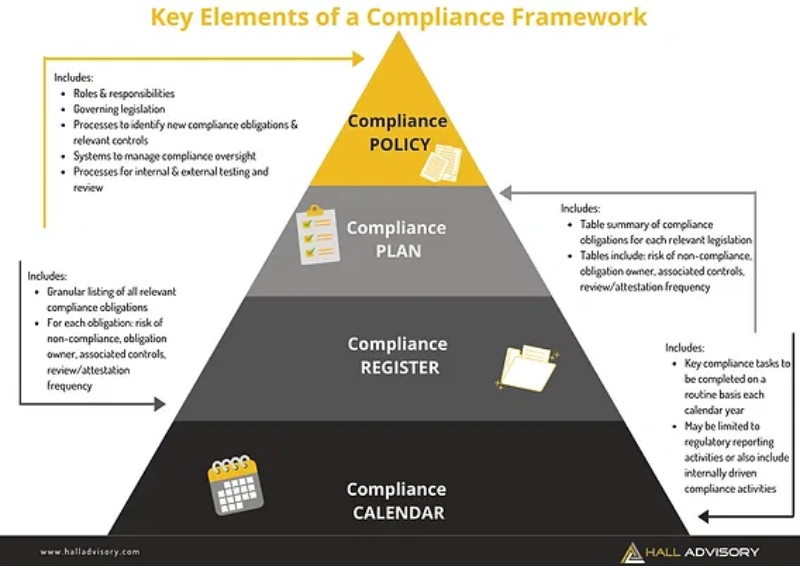 Key Elements of a Compliance Framework
Includes:
• Roles & responsibilities
• Governing legislation
• Processes to identify new compliance obligations &
relevant controls
• Systems to manage compliance oversight
• Processes for internal & external testing and
review
Compliance
POLICY
Compliance
PLAN
Includes:
• Table summary of compliance
obligations for each relevant legislation
• Tables include: risk of non-compliance,
obligation owner, associated controls,
review/attestation frequency
Includes:
• Granular listing of all relevant
compliance obligations
• For each obligation: risk of
non-compliance, obligation
owner, associated controls,
review/attestation
frequency
Compliance
REGISTER
Includes:
• Key compliance tasks to
be completed on a
routine basis each
calendar year
• May be limited to
regulatory reporting
activities or also include
internally driven
compliance activities
Compliance
CALENDAR
www.halladvisory.com
HALL ADVISORY